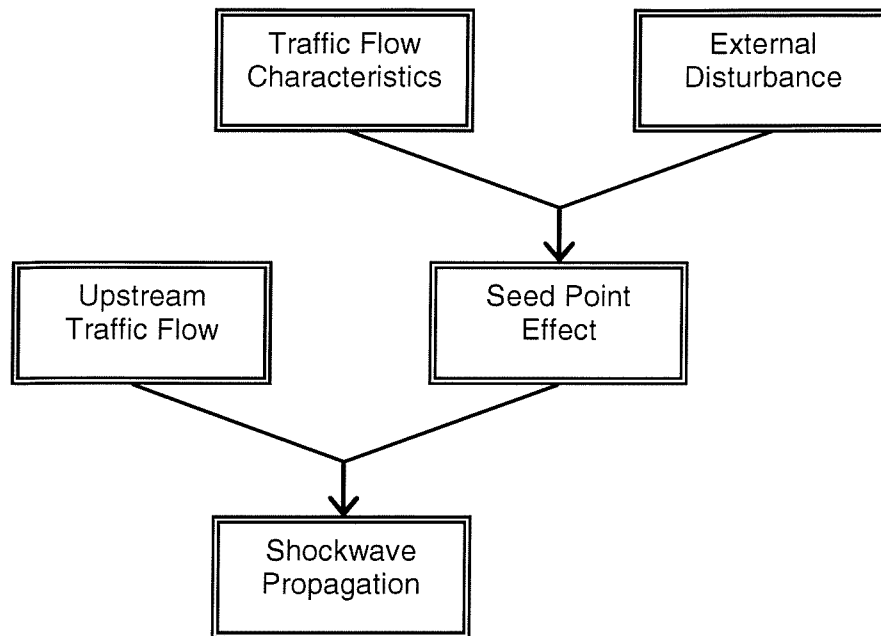 Traffic Flow
Characteristics
External
Disturbance
Upstream
Traffic Flow
Seed Point
Effect
Shockwave
Propagation